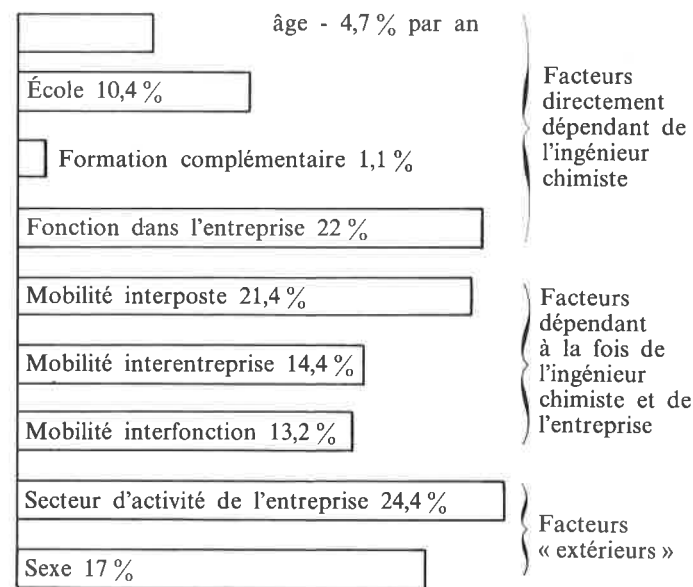 âge - 4,7 % par an
École 10,4 %
Formation complémentaire 1,1 %
Fonction dans l'entreprise 22 %
Facteurs
directement
dépendant de
l'ingénieur
chimiste
Mobilité interposte 21,4 %
Mobilité interentreprise 14,4 %
Mobilité interfonction 13,2 %
Facteurs
dépendant
à la fois de
l'ingénieur
chimiste et de
l'entreprise
Secteur d'activité de l'entreprise 24,4 %
Sexe 17 %
Facteurs
« extérieurs »